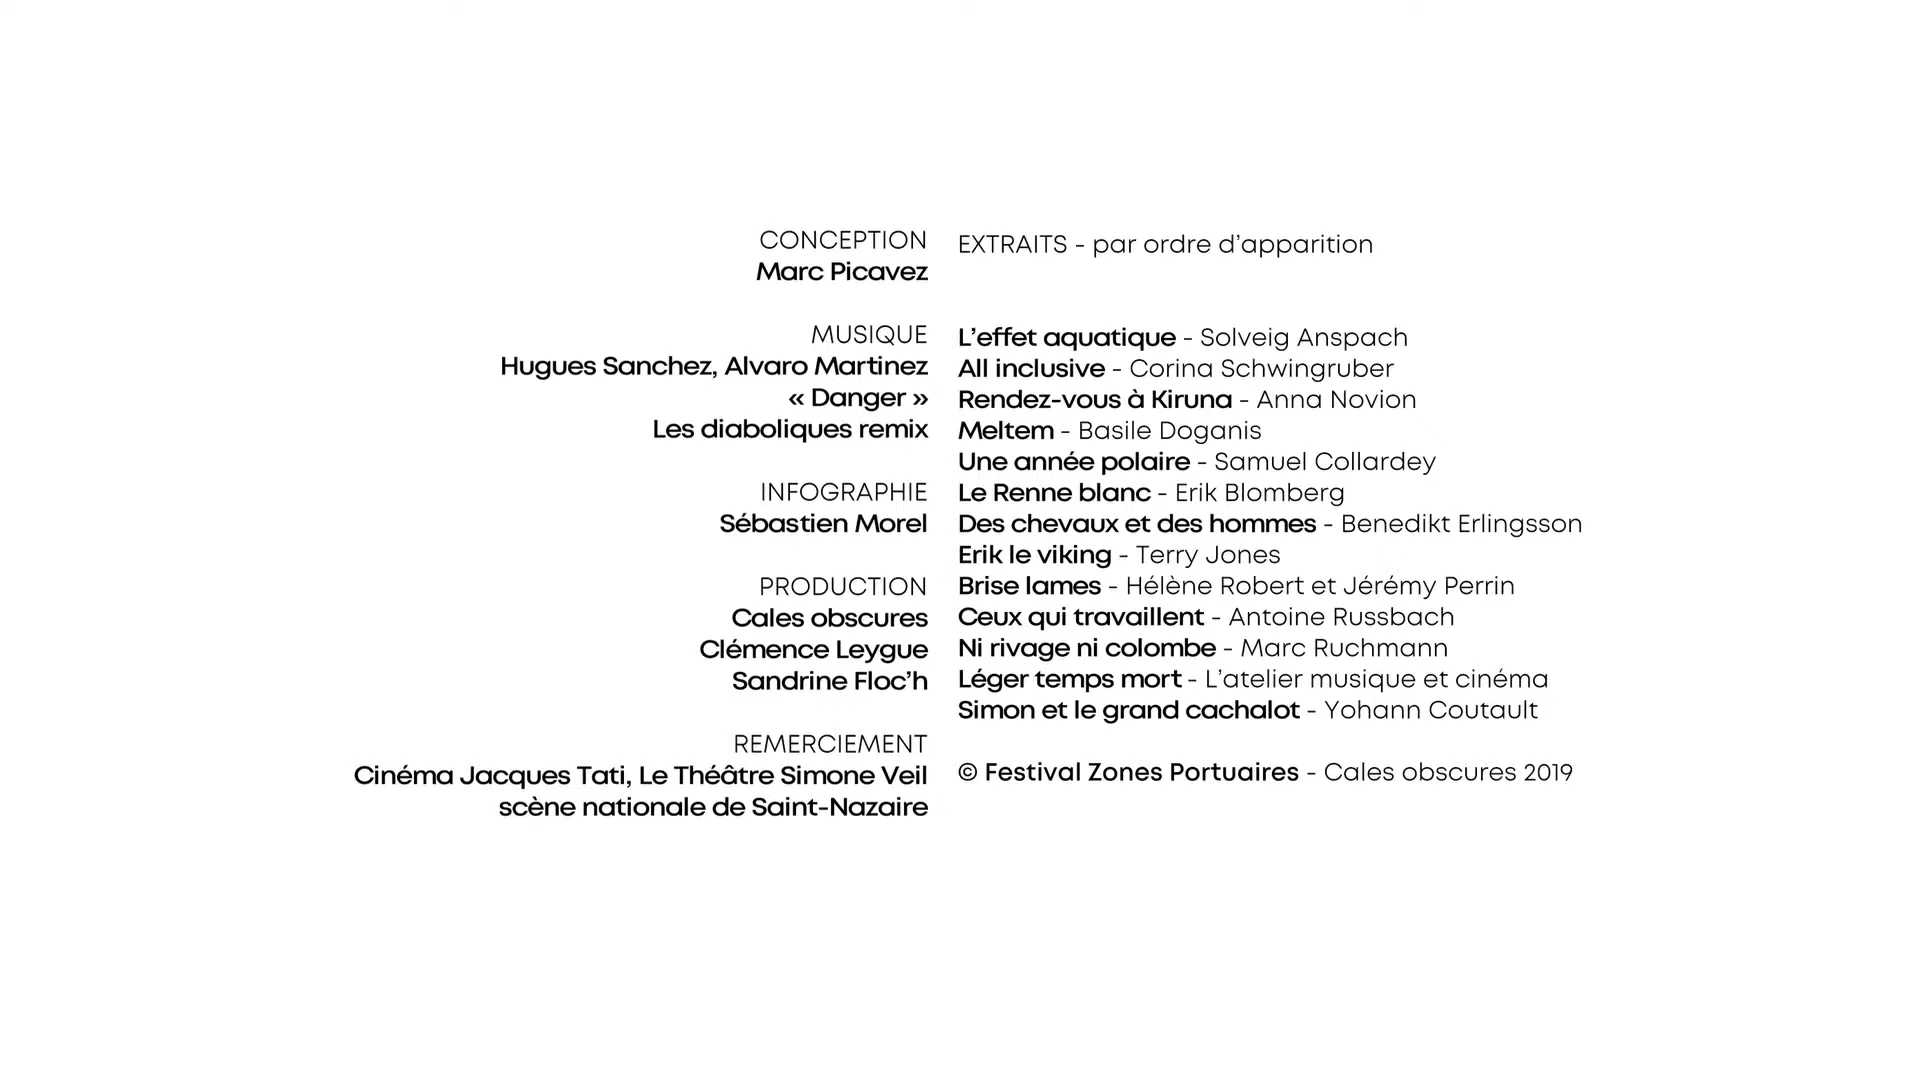 CONCEPTION
Marc Picavez
MUSIQUE
Hugues Sanchez, Alvaro Martinez
« Danger »
Les diaboliques remix
INFOGRAPHIE
Sébastien Morel
PRODUCTION
Cales obscures
Clémence Leygue
Sandrine Floc’h
REMERCIEMENT
Cinéma Jacques Tati, Le Théâtre Simone Veil
scène nationale de Saint-Nazaire
EXTRAITS - par ordre d’apparition
L’effet aquatique - Solveig Anspach
All inclusive - Corina Schwingruber
Rendez-vous à Kiruna - Anna Novion
Meltem - Basile Doganis
Une année polaire - Samuel Collardey
Le Renne blanc - Erik Blomberg
Des chevaux et des hommes - Benedikt Erlingsson
Erik le viking - Terry Jones
Brise lames - Hélène Robert et Jérémy Perrin
Ceux qui travaillent - Antoine Russbach
Ni rivage ni colombe - Marc Ruchmann
Léger temps mort - L’atelier musique et cinéma
Simon et le grand cachalot - Yohann Coutault
© Festival Zones Portuaires - Cales obscures 2019